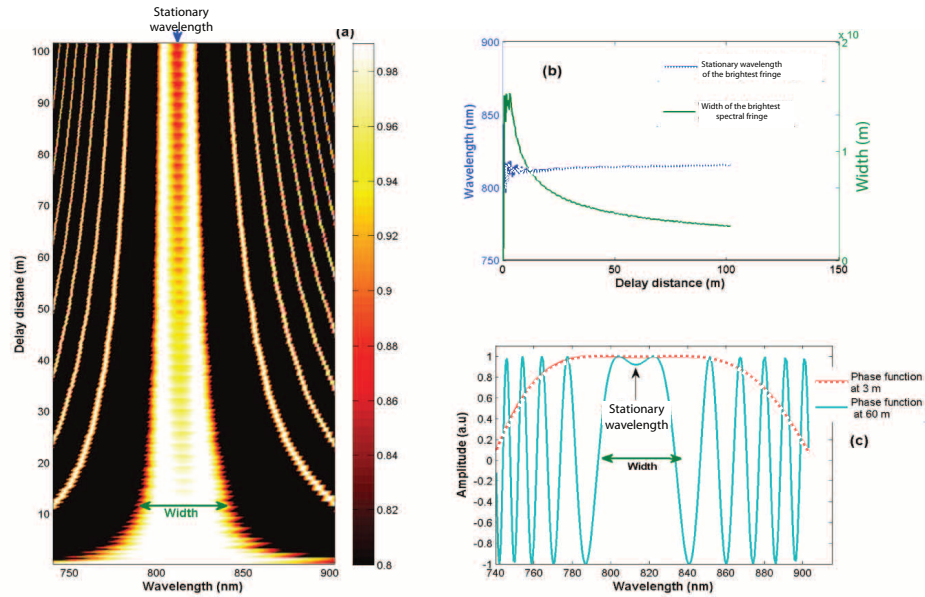 Stationary
wavelength
(a)
100
90
80
70
60
50
40
30
20
10
Delay distane (m)
750
800
850
900
Wavelength (nm)
Width
0.98
0.96
0.94
0.92
0.9
0.88
0.86
0.84
0.82
0.8
(b)
900
850
800
750
Wavelength (nm)
0
50
100
150
Delay distance (m)
x 10
2
1
0
Width (m)
Stationary wavelength
of the brightest fringe
Width of the brightest
spectral fringe
(c)
1
0.8
0.6
0.4
0.2
0
-0.2
-0.4
-0.6
-0.8
-1
Amplitude (a.u)
740
760
780
800
820
840
860
880
900
Wavelength (nm)
Stationary
wavelength
Width
Phase function
at 3 m
Phase function
at 60 m